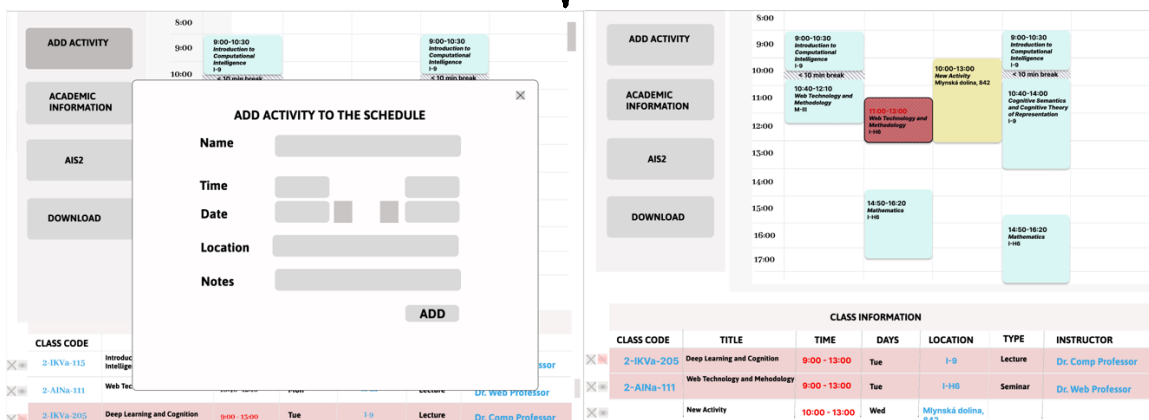 8:00
ADD ACTIVITY
9:00
9:00-10:30
Introduction to
Computational
Intelligence
I-9
9:00-10:30
Introduction to
Computational
Intelligence
I-9
10:00
< 10 min break
< 10 min break
ACADEMIC
INFORMATION
AIS2
DOWNLOAD
ADD ACTIVITY TO THE SCHEDULE
Name
Time
Date
Location
Notes
ADD
CLASS CODE
2-IKVa-115
Introduc
Intellige
ssor
2-AINa-111
Web Tec
Lecture
Dr. Web Professor
2-IKVa-205
Deep Learning and Cognition
9:00 - 13:00
Tue
I-9
Lecture
Dr. Comp Professor
8:00
ADD ACTIVITY
9:00
9:00-10:30
Introduction to
Computational
Intelligence
I-9
9:00-10:30
Introduction to
Computational
Intelligence
I-9
10:00
< 10 min break
10:00-13:00
New Activity
Mlynská dolina, 842
< 10 min break
ACADEMIC
INFORMATION
10:40-12:10
Web Technology and
Methodology
M-III
10:40-14:00
Cognitive Semantics
and Cognitive Theory
of Representation
I-9
11:00
11:00-13:00
Web Technology and
Methodology
I-H6
12:00
AIS2
13:00
14:00
DOWNLOAD
15:00
14:50-16:20
Mathematics
I-H6
14:50-16:20
Mathematics
I-H6
16:00
17:00
CLASS INFORMATION
CLASS CODE TITLE TIME DAYS LOCATION TYPE INSTRUCTOR
2-IKVa-205 Deep Learning and Cognition 9:00 - 13:00 Tue I-9 Lecture Dr. Comp Professor
2-AINa-111 Web Technology and Mehodology 9:00 - 13:00 Tue I-H6 Seminar Dr. Web Professor
New Activity 10:00 - 13:00 Wed Mlynská dolina,
842